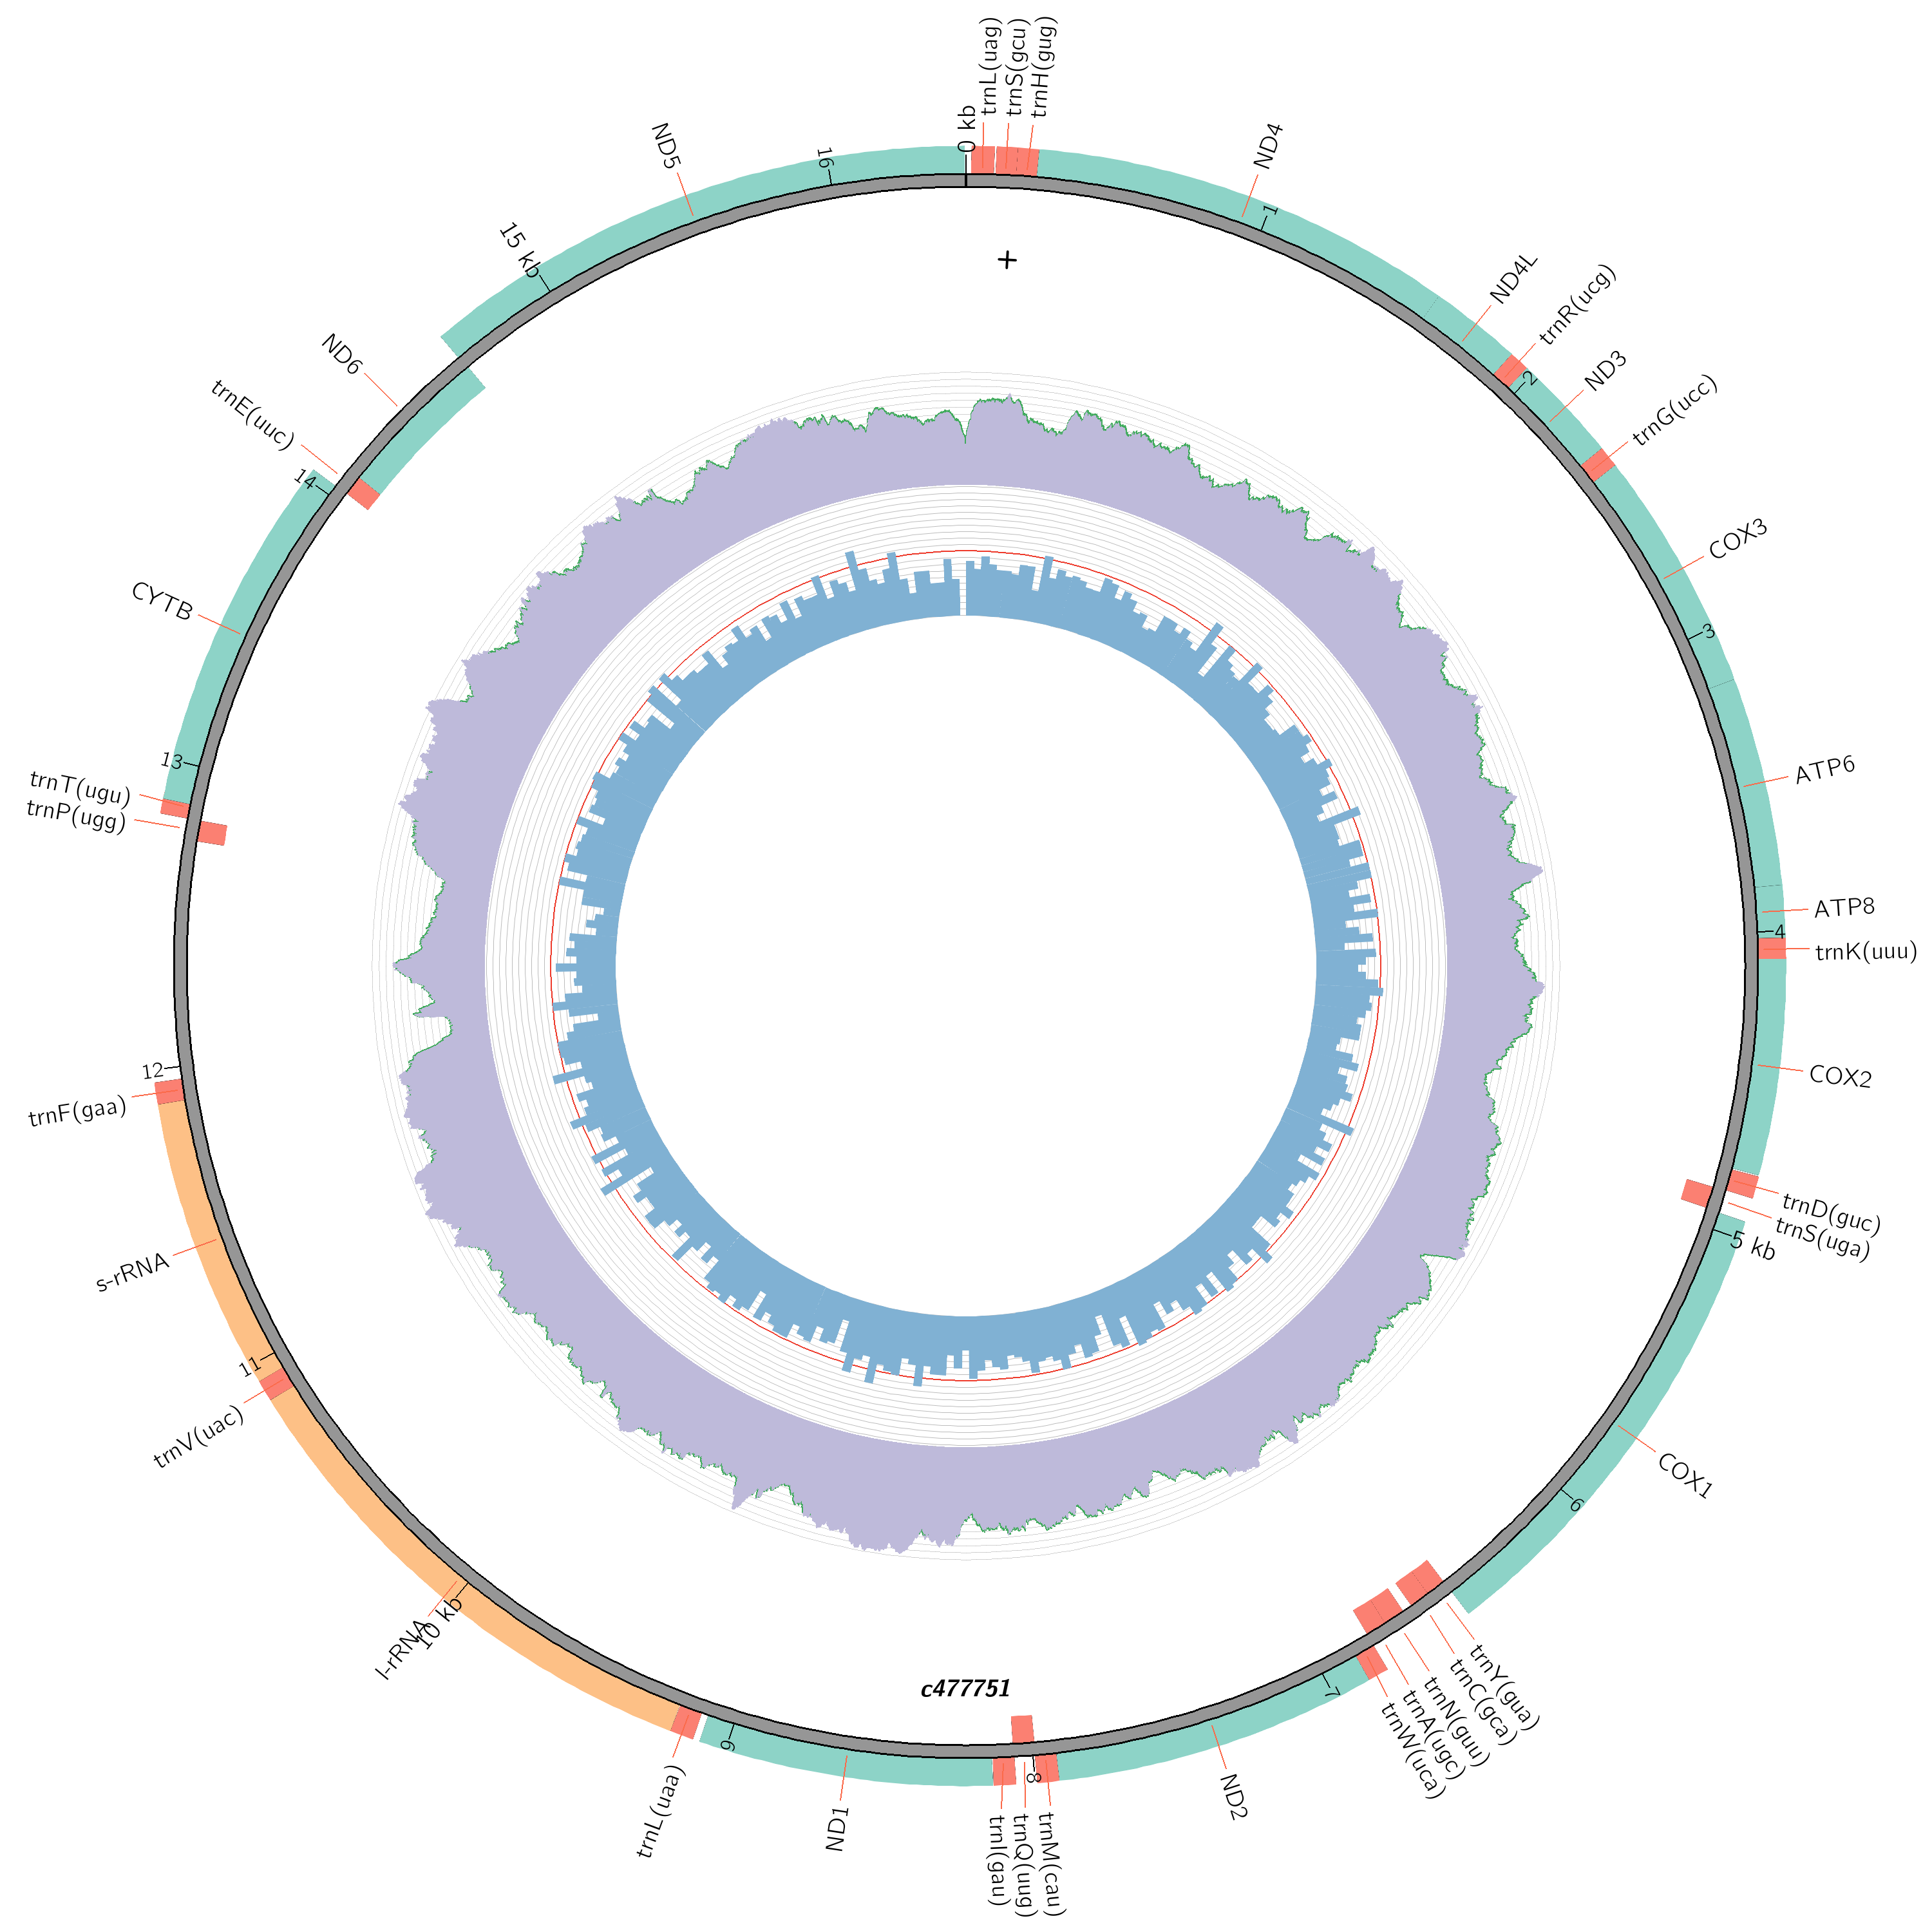 0 kb
trnL(uag)
trnS(gcu)
trnH(gug)
ND4
1
ND4L
trnR(ucg)
2
ND3
trnG(ucc)
COX3
3
ATP6
ATP8
4
trnK(uuu)
COX2
trnD(guc)
trnS(uga)
5 kb
COX1
6
trnY(gua)
trnC(gca)
trnN(guu)
trnA(ugc)
trnW(uca)
7
ND2
trnM(cau)
8
trnQ(uug)
trnI(gau)
ND1
9
trnL(uaa)
10 kb
l-rRNA
trnV(uac)
11
s-rRNA
trnF(gaa)
12
trnP(ugg)
trnT(ugu)
13
CYTB
14
trnE(uuc)
ND6
15 kb
ND5
16
+
c477751